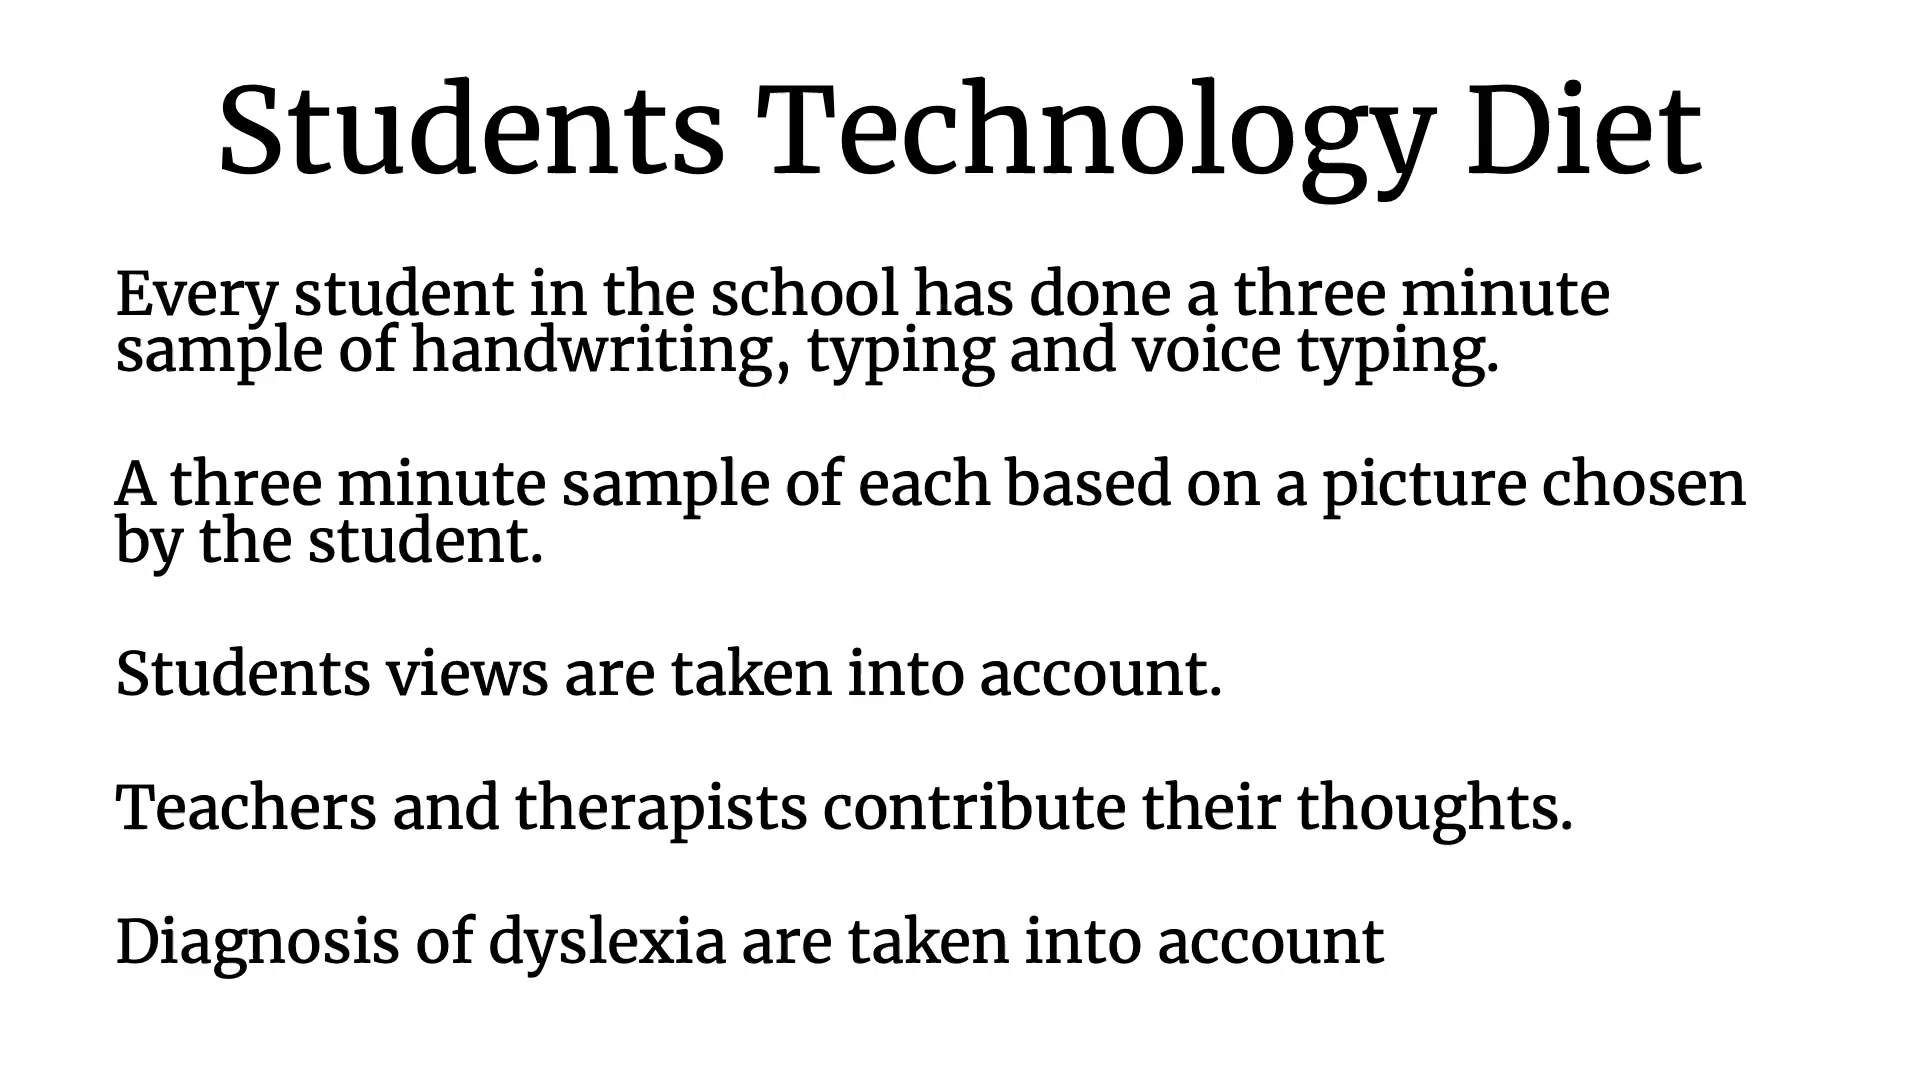 Students Technology Diet
Every student in the school has done a three minute
sample of handwriting, typing and voice typing.
A three minute sample of each based on a picture chosen
by the student.
Students views are taken into account.
Teachers and therapists contribute their thoughts.
Diagnosis of dyslexia are taken into account